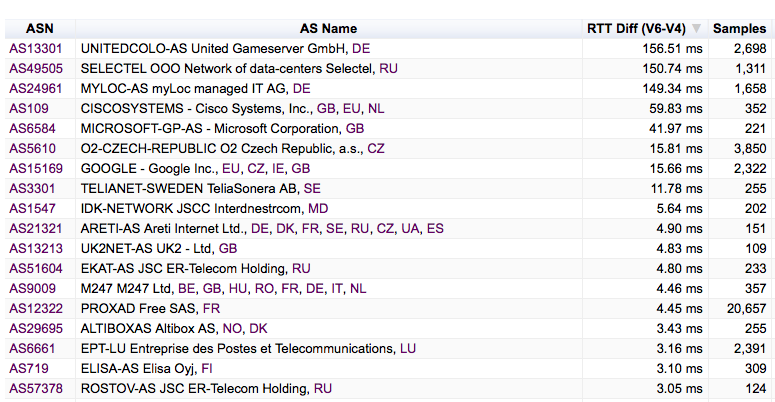 ASN AS Name RTT Diff (V6-V4) ▼ Samples
AS13301 UNITEDCOLO-AS United Gameserver GmbH, DE 156.51 ms 2,698
AS49505 SELECTEL OOO Network of data-centers Selectel, RU 150.74 ms 1,311
AS24961 MYLOC-AS myLoc managed IT AG, DE 149.34 ms 1,658
AS109 CISCOSYSTEMS - Cisco Systems, Inc., GB, EU, NL 59.83 ms 352
AS6584 MICROSOFT-GP-AS - Microsoft Corporation, GB 41.97 ms 221
AS5610 O2-CZECH-REPUBLIC O2 Czech Republic, a.s., CZ 15.81 ms 3,850
AS15169 GOOGLE - Google Inc., EU, CZ, IE, GB 15.66 ms 2,322
AS3301 TELIANET-SWEDEN TeliaSonera AB, SE 11.78 ms 255
AS1547 IDK-NETWORK JSCC Interdnestrcom, MD 5.64 ms 202
AS21321 ARETI-AS Areti Internet Ltd., DE, DK, FR, SE, RU, CZ, UA, ES 4.90 ms 151
AS13213 UK2NET-AS UK2 - Ltd, GB 4.83 ms 109
AS51604 EKAT-AS JSC ER-Telecom Holding, RU 4.80 ms 233
AS9009 M247 M247 Ltd, BE, GB, HU, RO, FR, DE, IT, NL 4.46 ms 357
AS12322 PROXAD Free SAS, FR 4.45 ms 20,657
AS29695 ALTIBOXAS Altibox AS, NO, DK 3.43 ms 255
AS6661 EPT-LU Entreprise des Postes et Telecommunications, LU 3.16 ms 2,391
AS719 ELISA-AS Elisa Oyj, FI 3.10 ms 309
AS57378 ROSTOV-AS JSC ER-Telecom Holding, RU 3.05 ms 124